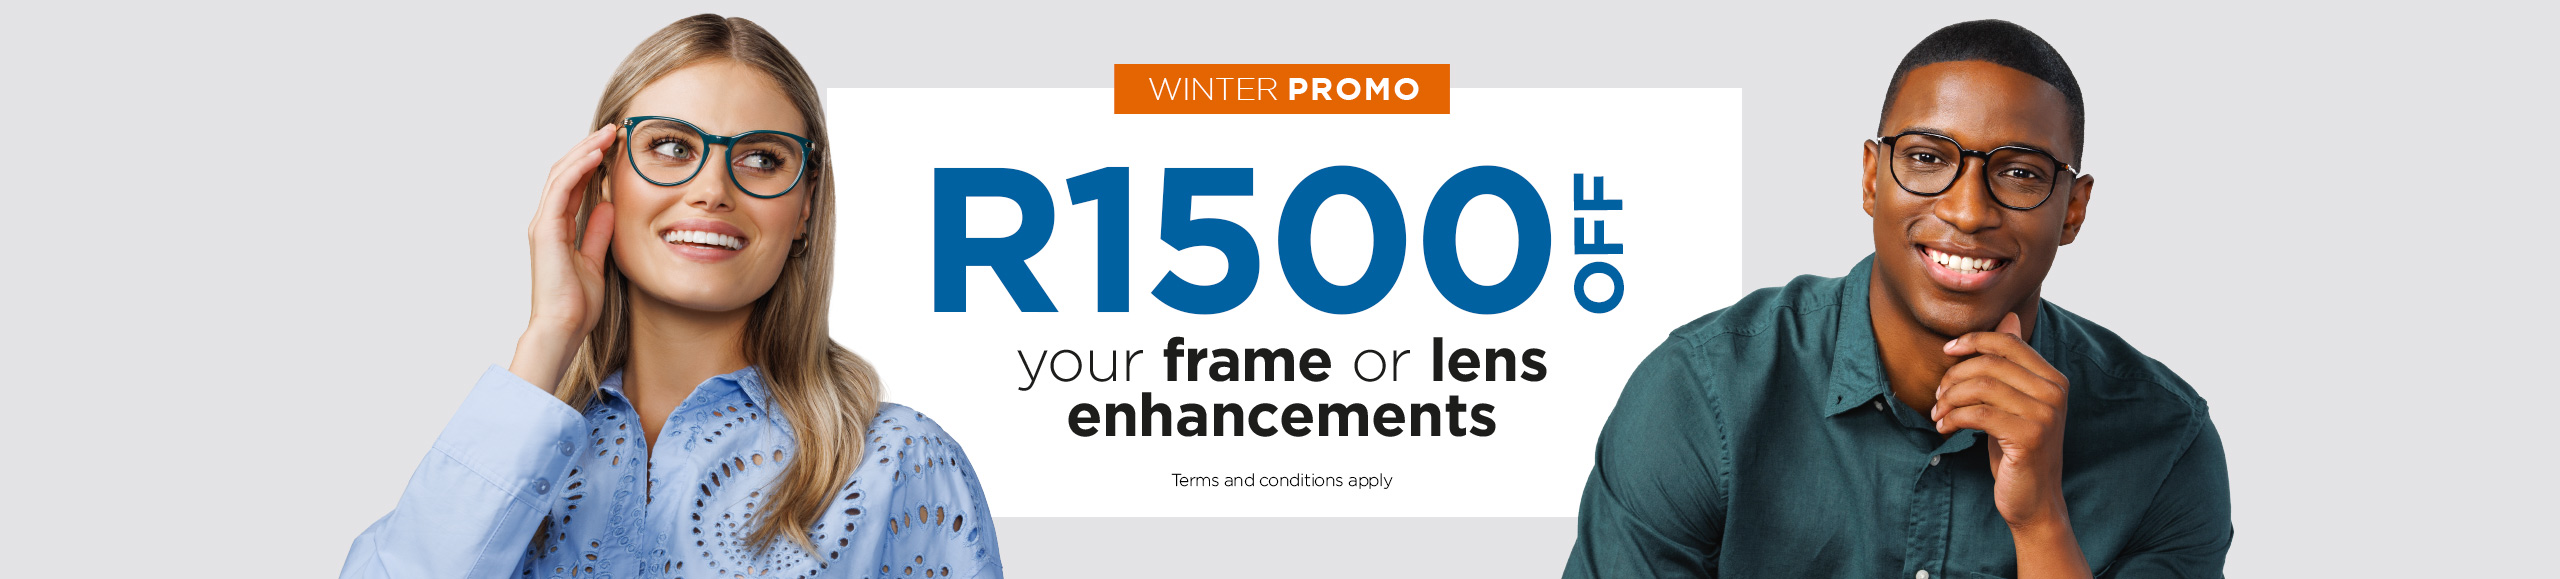 WINTER PROMO
R1500 OFF
your frame or lens
enhancements
Terms and conditions apply